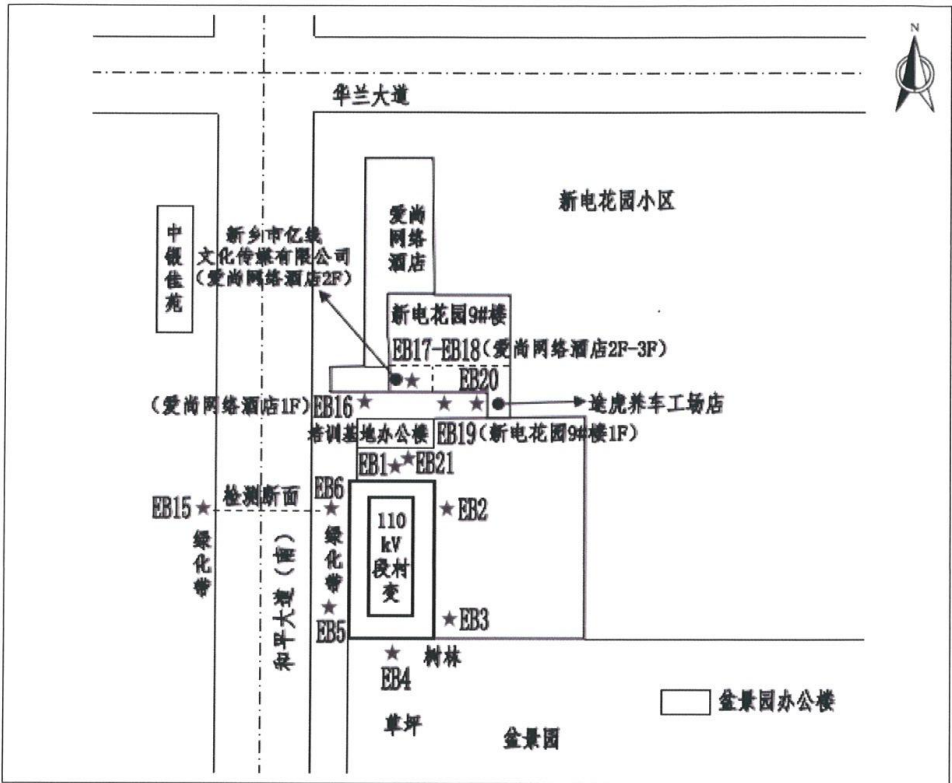 N
华兰大道
新电花园小区
爱尚
网络
酒店
中
银
佳
苑
新乡市亿线
文化传媒有限公司
(爱尚网络酒店2F)
新电花园9#楼
EB17-EB18(爱尚网络酒店2F-3F)
EB20
(爱尚网络酒店1F)EB16
途虎养车工场店
培训基地办公楼
EB19(新电花园9#楼1F)
EB1
EB21
EB15
检测断面
EB6
EB2
绿化带
和平大道(南)
绿化带
110
kV
段村
变
EB5
EB3
EB4
树林
草坪
盆景园
盆景园办公楼